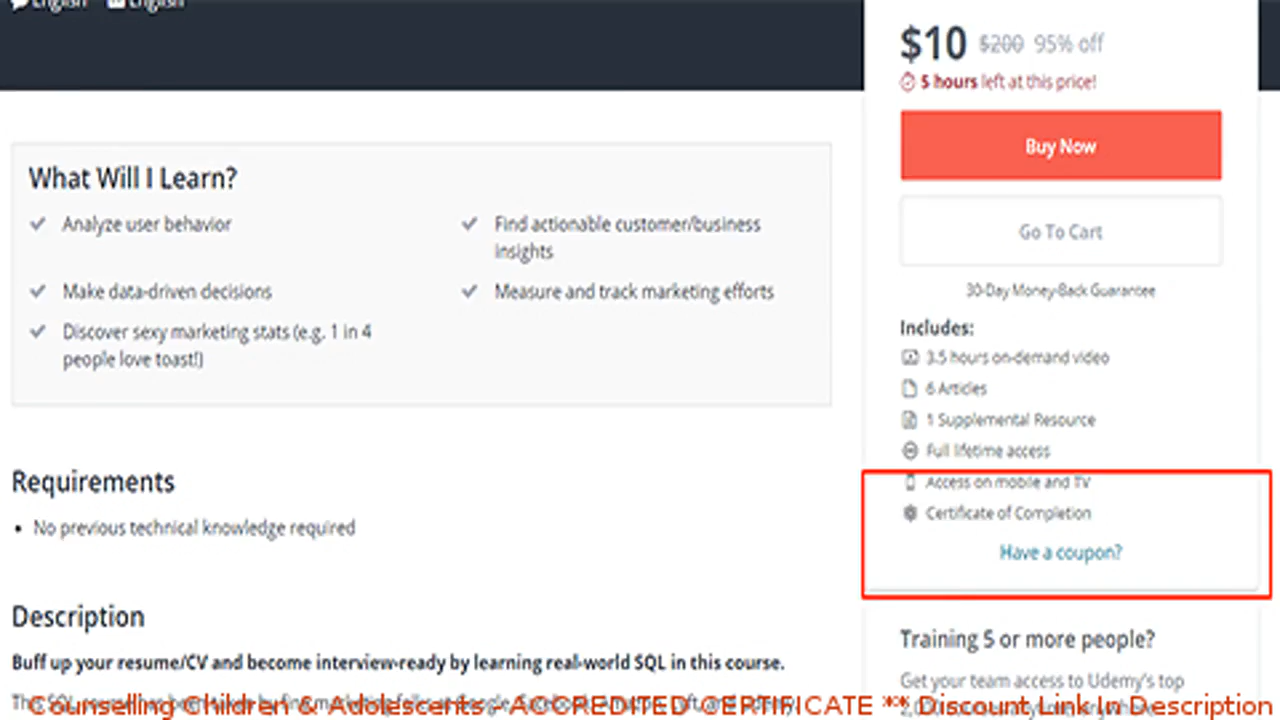 English English
$10 $200 95% off
5 hours left at this price!
Buy Now
Go To Cart
30-Day Money-Back Guarantee
Includes:
3.5 hours on-demand video
6 Articles
1 Supplemental Resource
Full lifetime access
Access on mobile and TV
Certificate of Completion
Have a coupon?
Training 5 or more people?
Get your team access to Udemy's top
What Will I Learn?
Analyze user behavior
Find actionable customer/business
insights
Make data-driven decisions
Measure and track marketing efforts
Discover sexy marketing stats (e.g. 1 in 4
people love toast!)
Requirements
• No previous technical knowledge required
Description
Buff up your resume/CV and become interview-ready by learning real-world SQL in this course.
Counselling Children & Adolescents - ACCREDITED CERTIFICATE ** Discount Link In Description